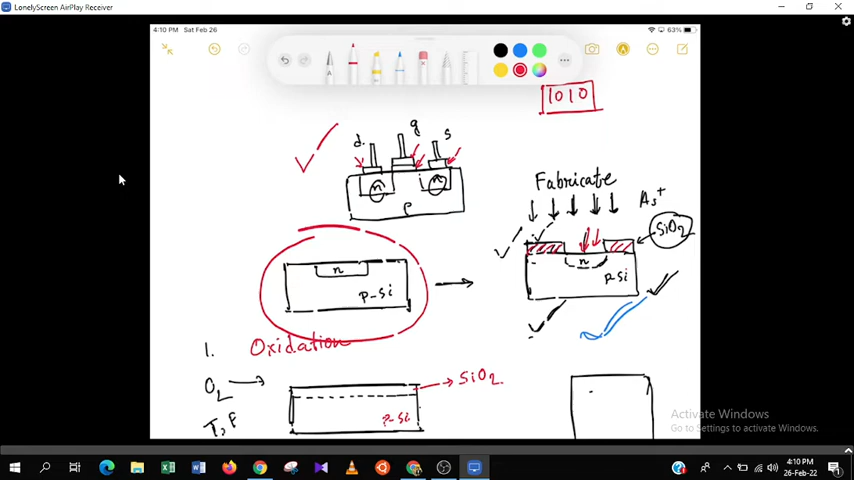 LonelyScreen AirPlay Receiver
4:10 PM Sat Feb 26
63%
A
1010
d. g s
n n
P
Fabricate
As+
SiO2
n
P-Si
n
P-Si
1. Oxidation
O2
SiO2.
P-Si
T, P
Activate Windows
Go to Settings to activate Windows.
4:10 PM
26-Feb-22